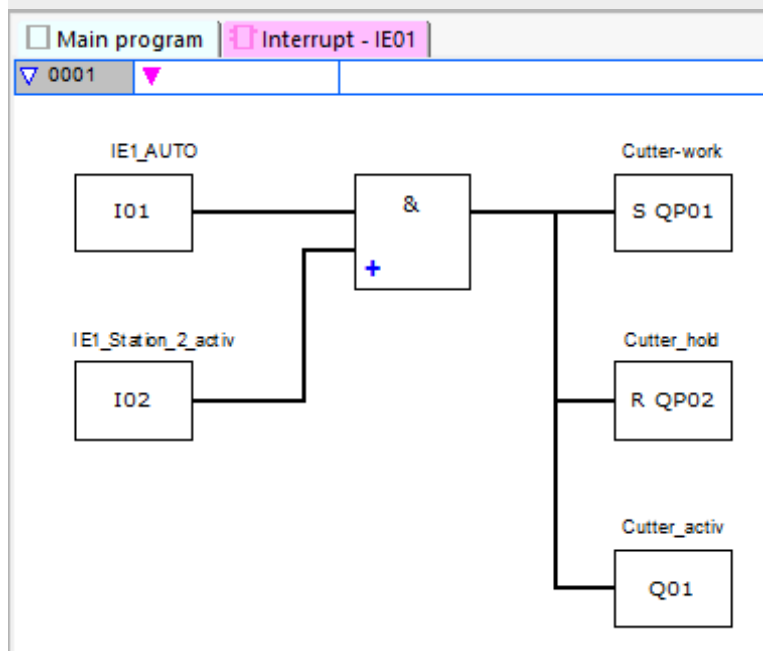 Main program
Interrupt - IE01
0001
IE1_AUTO
Cutter-work
I01
&
S QP01
+
IE1_Station_2_activ
Cutter_hold
I02
R QP02
Cutter_activ
Q01